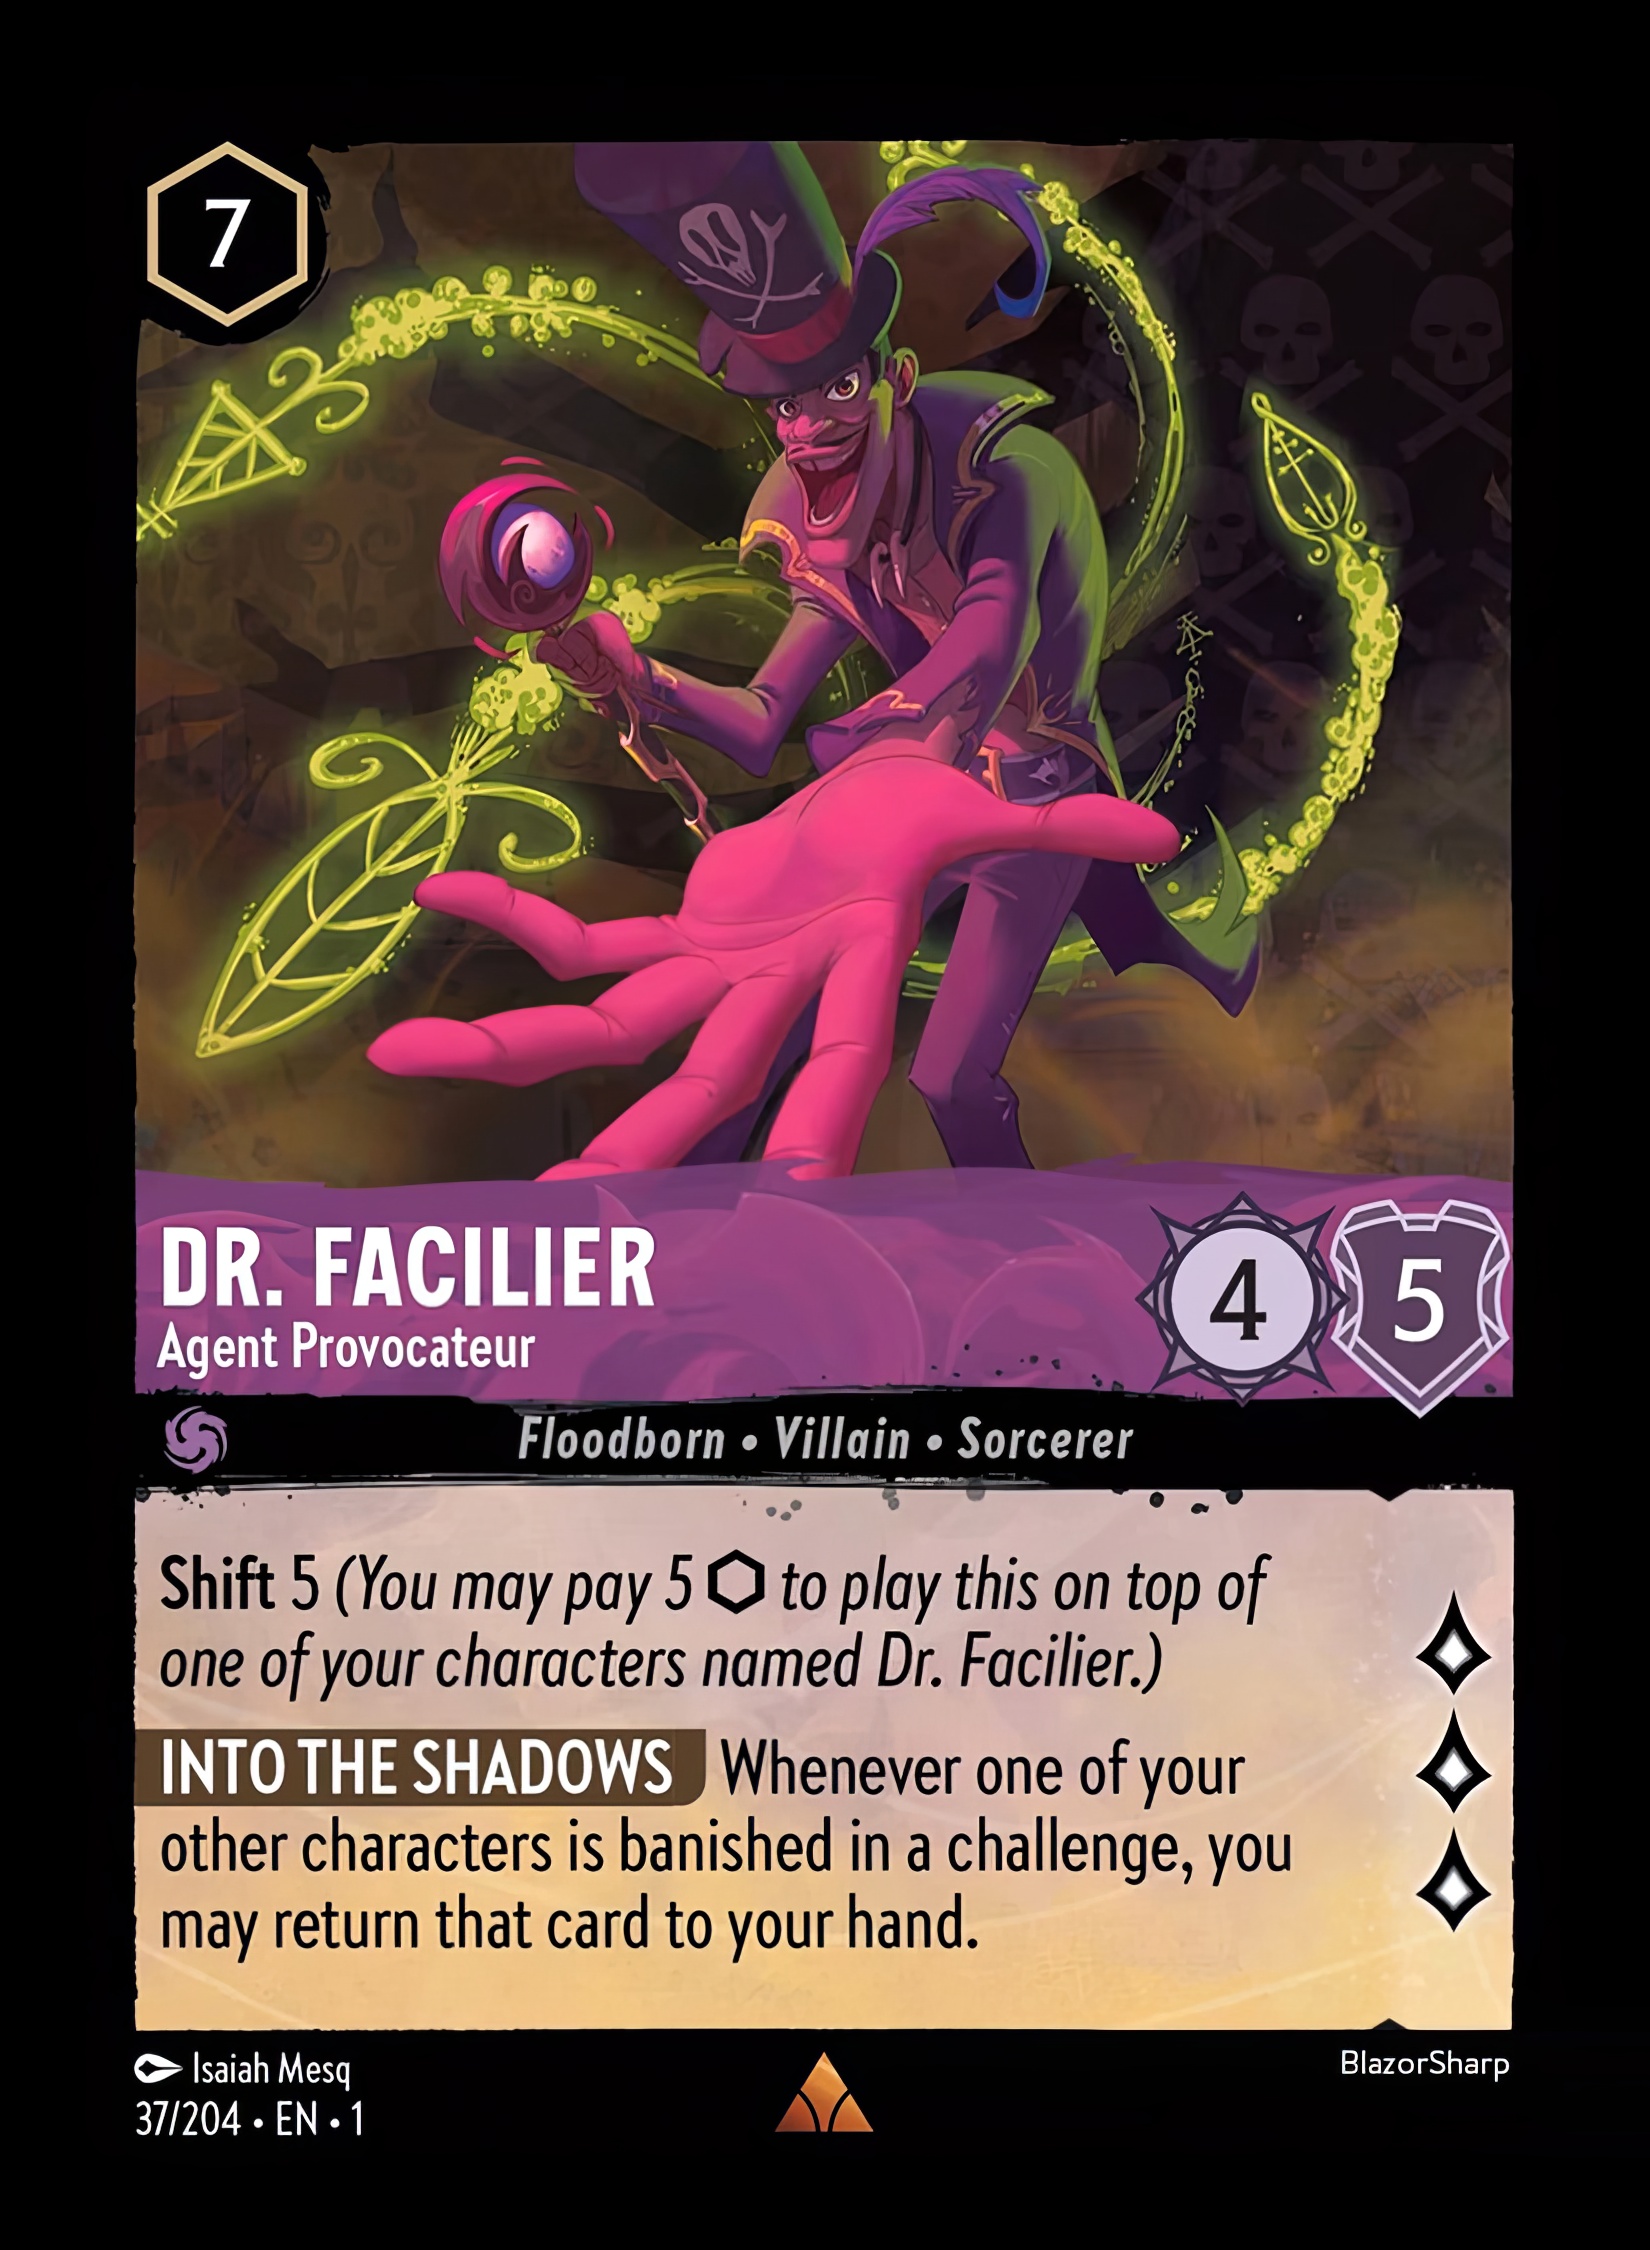 7
DR. FACILIER
Agent Provocateur
4
5
Floodborn • Villain • Sorcerer
Shift 5 (You may pay 5 ⬡ to play this on top of
one of your characters named Dr. Facilier.)
INTO THE SHADOWS Whenever one of your
other characters is banished in a challenge, you
may return that card to your hand.
Isaiah Mesq
BlazorSharp
37/204 • EN • 1